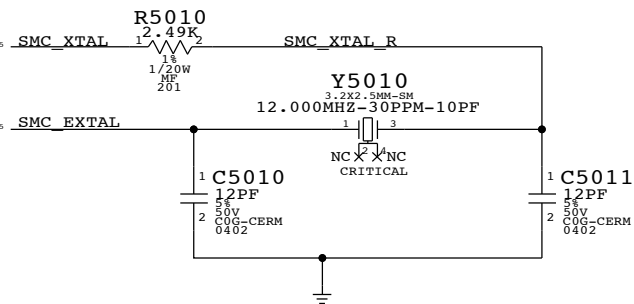 R5010
2.49K
SMC_XTAL 1 2 SMC_XTAL_R
1%
1/20W
MF
201
Y5010
3.2X2.5MM-SM
12.000MHZ-30PPM-10PF
SMC_EXTAL 1 3
NC 2 4 NC
CRITICAL
1 C5010
12PF
5%
50V
2 C0G-CERM
0402
1 C5011
12PF
5%
50V
2 C0G-CERM
0402